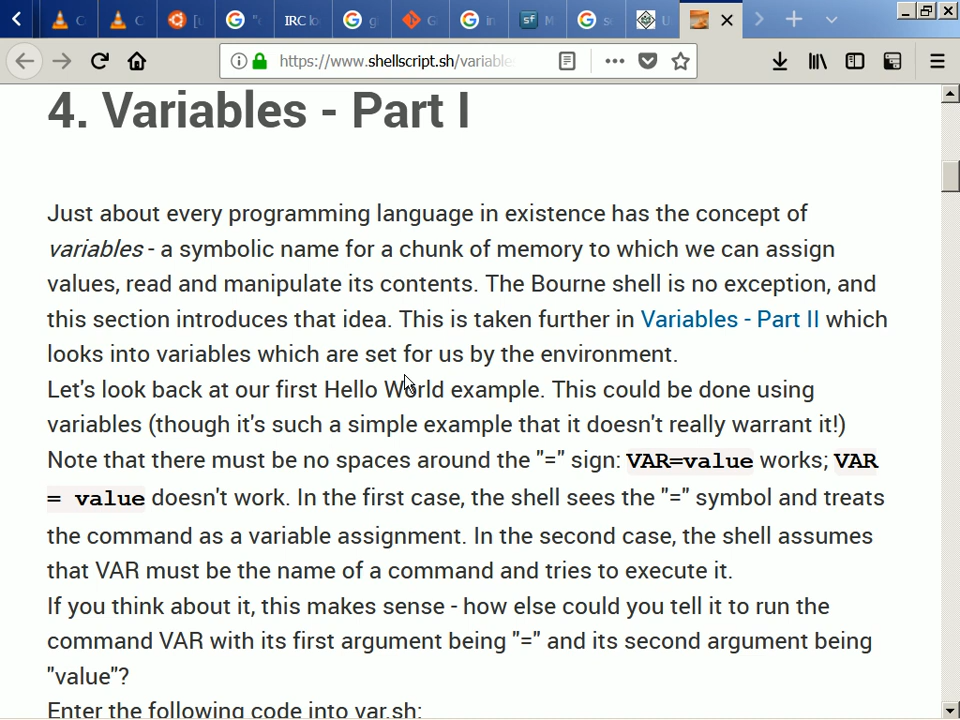 C
C
[u
"c
IRC lo
gi
G
in
M
se
U
https://www.shellscript.sh/variable
4. Variables - Part I
Just about every programming language in existence has the concept of
variables - a symbolic name for a chunk of memory to which we can assign
values, read and manipulate its contents. The Bourne shell is no exception, and
this section introduces that idea. This is taken further in Variables - Part II which
looks into variables which are set for us by the environment.
Let's look back at our first Hello World example. This could be done using
variables (though it's such a simple example that it doesn't really warrant it!)
Note that there must be no spaces around the "=" sign: VAR=value works; VAR
= value doesn't work. In the first case, the shell sees the "=" symbol and treats
the command as a variable assignment. In the second case, the shell assumes
that VAR must be the name of a command and tries to execute it.
If you think about it, this makes sense - how else could you tell it to run the
command VAR with its first argument being "=" and its second argument being
"value"?
Enter the following code into var.sh: